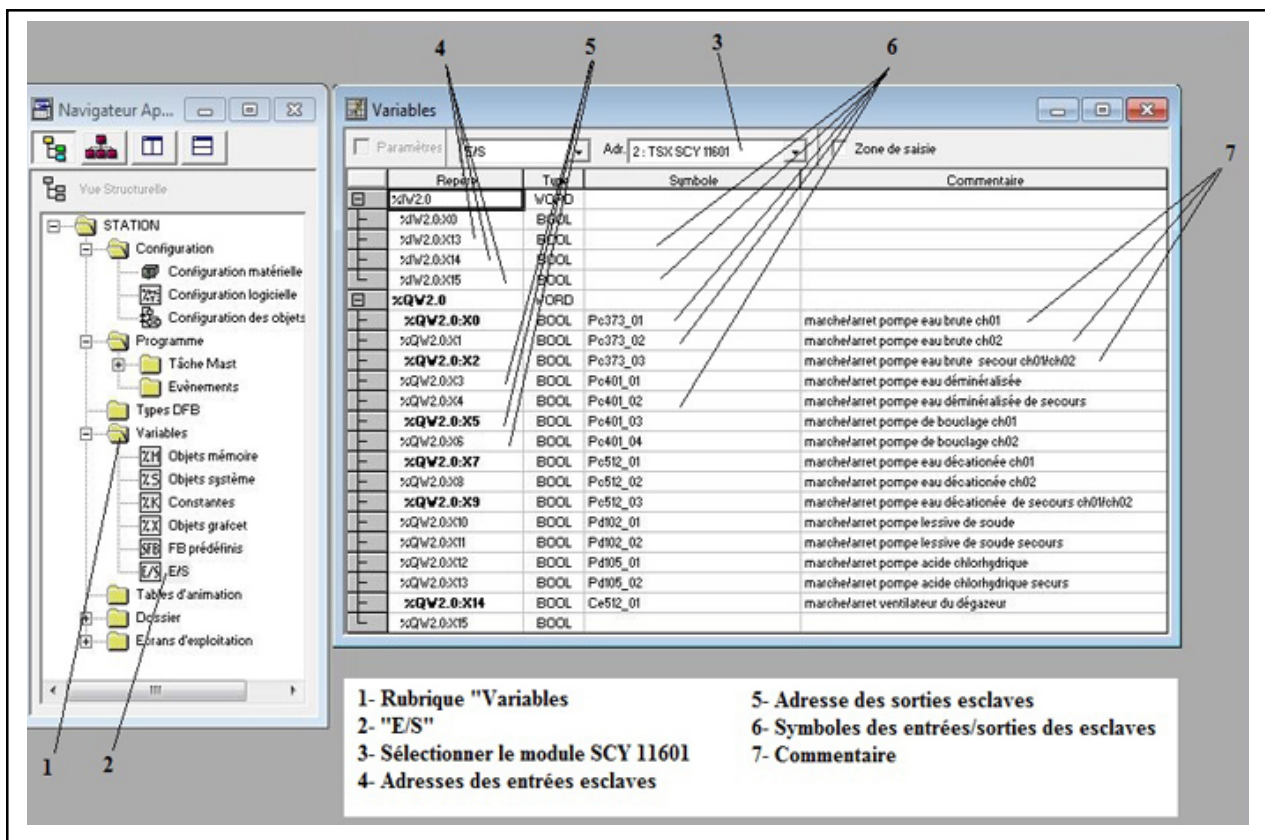 4 5 3 6
Navigateur Ap...
Variables
Paramètres E/S Adr. 2 : TSX SCY 11601 Zone de saisie
7
Vue Structurelle
Repère Type Symbole Commentaire
%IW2.0 WORD
%IW2.0:X0 BOOL
%IW2.0:X13 BOOL
%IW2.0:X14 BOOL
%IW2.0:X15 BOOL
%QW2.0 WORD
%QW2.0:X0 BOOL Pc373_01 marche/arret pompe eau brute ch01
%QW2.0:X1 BOOL Pc373_02 marche/arret pompe eau brute ch02
%QW2.0:X2 BOOL Pc373_03 marche/arret pompe eau brute secour ch01/ch02
%QW2.0:X3 BOOL Pc401_01 marche/arret pompe eau déminéralisée
%QW2.0:X4 BOOL Pc401_02 marche/arret pompe eau déminéralisée de secours
%QW2.0:X5 BOOL Pc401_03 marche/arret pompe de bouclage ch01
%QW2.0:X6 BOOL Pc401_04 marche/arret pompe de bouclage ch02
%QW2.0:X7 BOOL Pc512_01 marche/arret pompe eau décationée ch01
%QW2.0:X8 BOOL Pc512_02 marche/arret pompe eau décationée ch02
%QW2.0:X9 BOOL Pc512_03 marche/arret pompe eau décationée de secours ch01/ch02
%QW2.0:X10 BOOL Pd102_01 marche/arret pompe lessive de soude
%QW2.0:X11 BOOL Pd102_02 marche/arret pompe lessive de soude secours
%QW2.0:X12 BOOL Pd105_01 marche/arret pompe acide chlorhydrique
%QW2.0:X13 BOOL Pd105_02 marche/arret pompe acide chlorhydrique securs
%QW2.0:X14 BOOL Ce512_01 marche/arret ventilateur du dégazeur
%QW2.0:X15 BOOL
STATION
Configuration
Configuration matérielle
Configuration logicielle
Configuration des objets
Programme
Tâche Mast
Evènements
Types DFB
Variables
%M Objets mémoire
%S Objets système
%K Constantes
%X Objets grafcet
SFB FB prédéfinis
E/S E/S
Tables d'animation
Dossier
Ecrans d'exploitation
1 2
1- Rubrique "Variables
2- "E/S"
3- Sélectionner le module SCY 11601
4- Adresses des entrées esclaves
5- Adresse des sorties esclaves
6- Symboles des entrées/sorties des esclaves
7- Commentaire